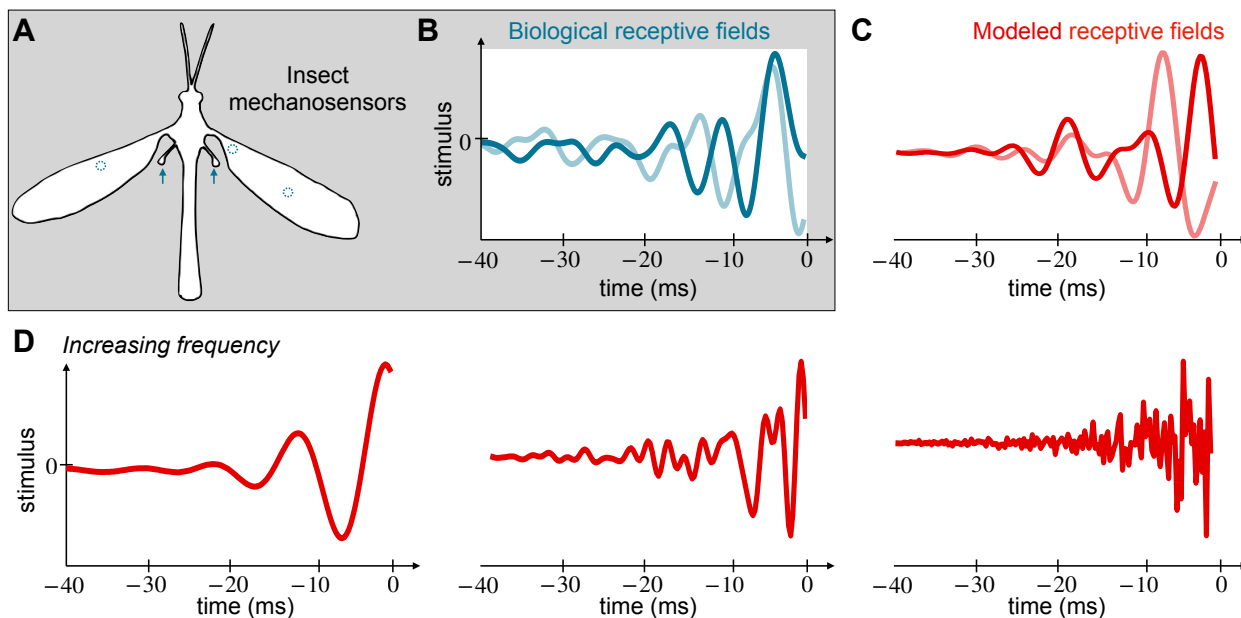 A
Insect
mechanosensors
B
Biological receptive fields
stimulus
0
−40
−30
−20
−10
0
time (ms)
C
Modeled receptive fields
−40
−30
−20
−10
0
time (ms)
D
Increasing frequency
stimulus
0
−40
−30
−20
−10
0
time (ms)
−40
−30
−20
−10
0
time (ms)
−40
−30
−20
−10
0
time (ms)